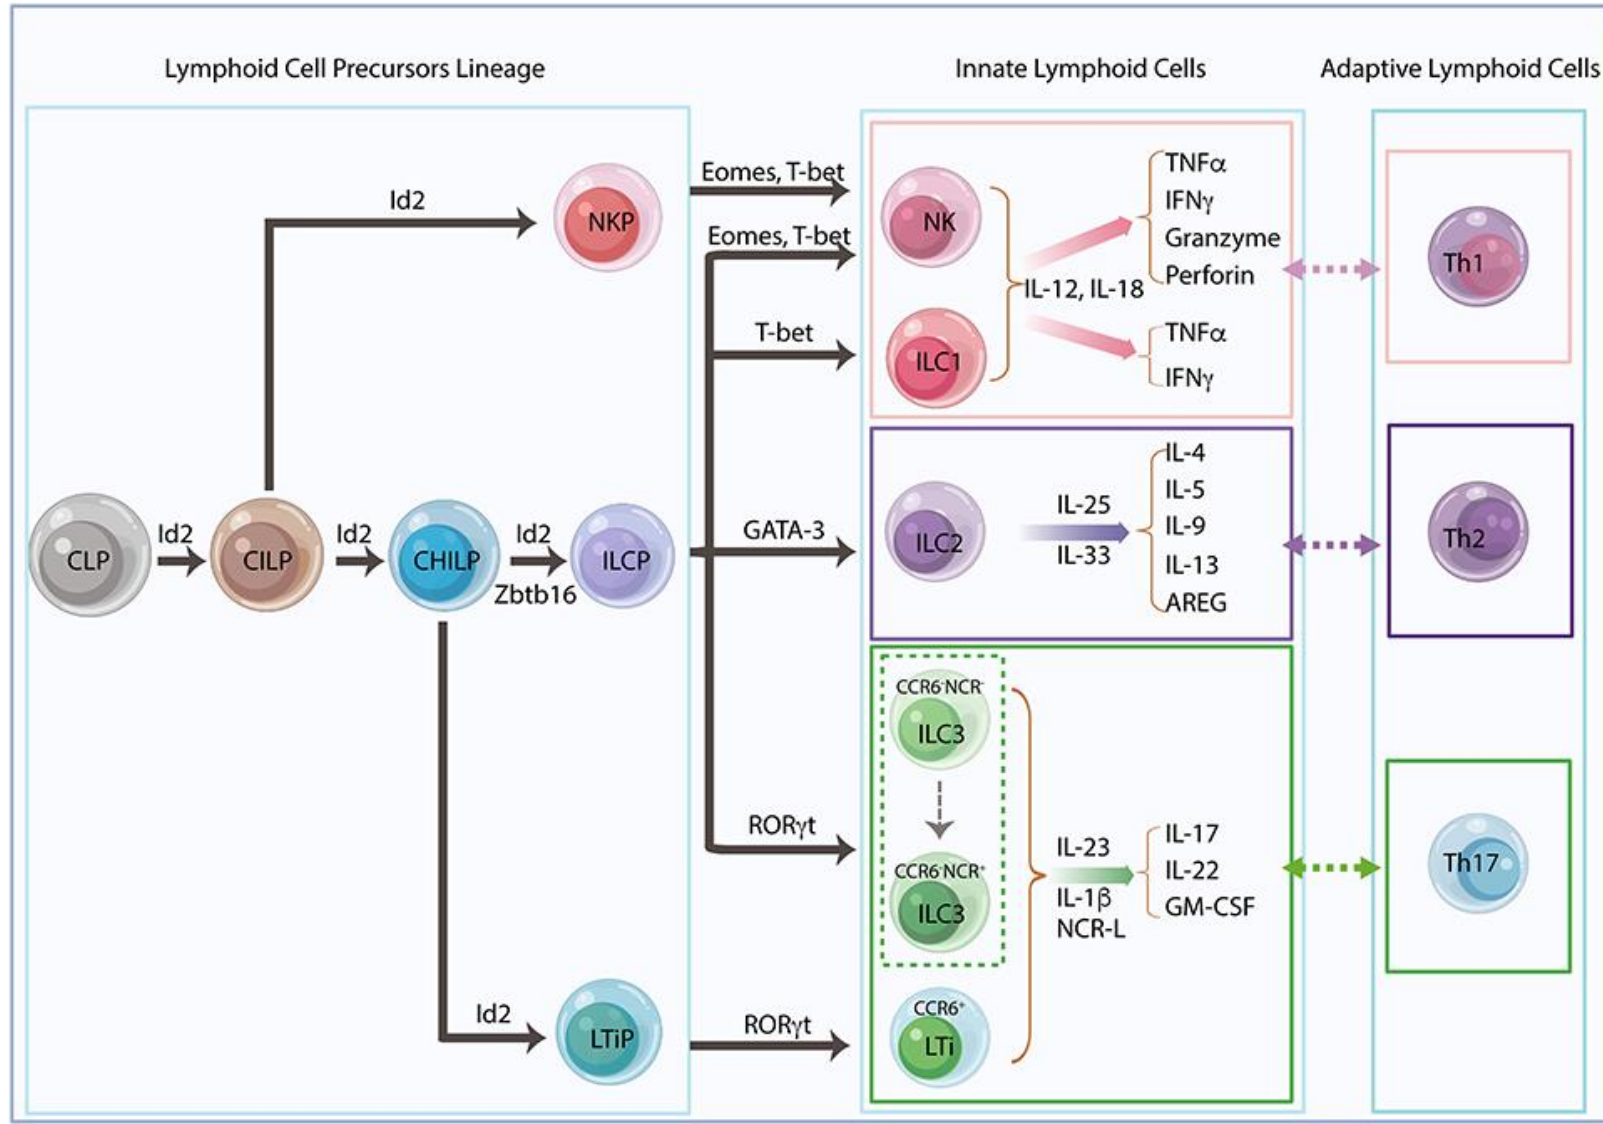 Lymphoid Cell Precursors Lineage
Innate Lymphoid Cells
Adaptive Lymphoid Cells
Id2
NKP
Eomes, T-bet
Eomes, T-bet
T-bet
NK
ILC1
IL-12, IL-18
TNFα
IFNγ
Granzyme
Perforin
TNFα
IFNγ
Th1
CLP
Id2
CILP
Id2
CHILP
Id2
Zbtb16
ILCP
GATA-3
ILC2
IL-25
IL-33
IL-4
IL-5
IL-9
IL-13
AREG
Th2
RORγt
CCR6⁻NCR⁻
ILC3
CCR6⁻NCR⁺
ILC3
IL-23
IL-1β
NCR-L
IL-17
IL-22
GM-CSF
Th17
Id2
LTiP
RORγt
CCR6⁺
LTi